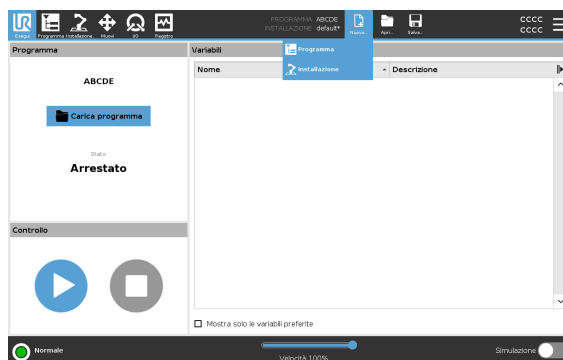 UR
PROGRAMMA ABCDE
INSTALLAZIONE default*
CCCC
CCCC
Esegui Programma Installazione Muovi I/O Registro Nuovo... Apri... Salva...
Programma
Variabili
Programma
Installazione
Nome
Descrizione
ABCDE
Carica programma
Stato
Arrestato
Controllo
Mostra solo le variabili preferite
Normale
Velocità 100%
Simulazione